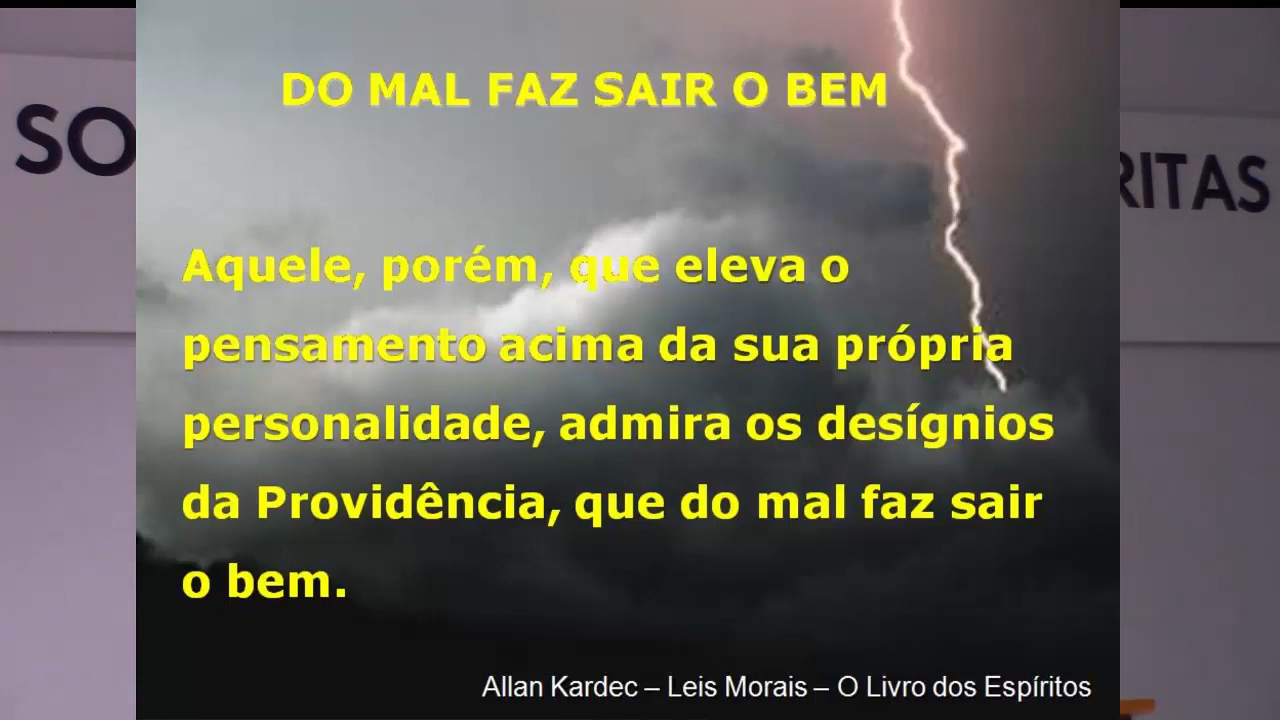 DO MAL FAZ SAIR O BEM
SO
RITAS
Aquele, porém, que eleva o
pensamento acima da sua própria
personalidade, admira os desígnios
da Providência, que do mal faz sair
o bem.
Allan Kardec – Leis Morais – O Livro dos Espíritos